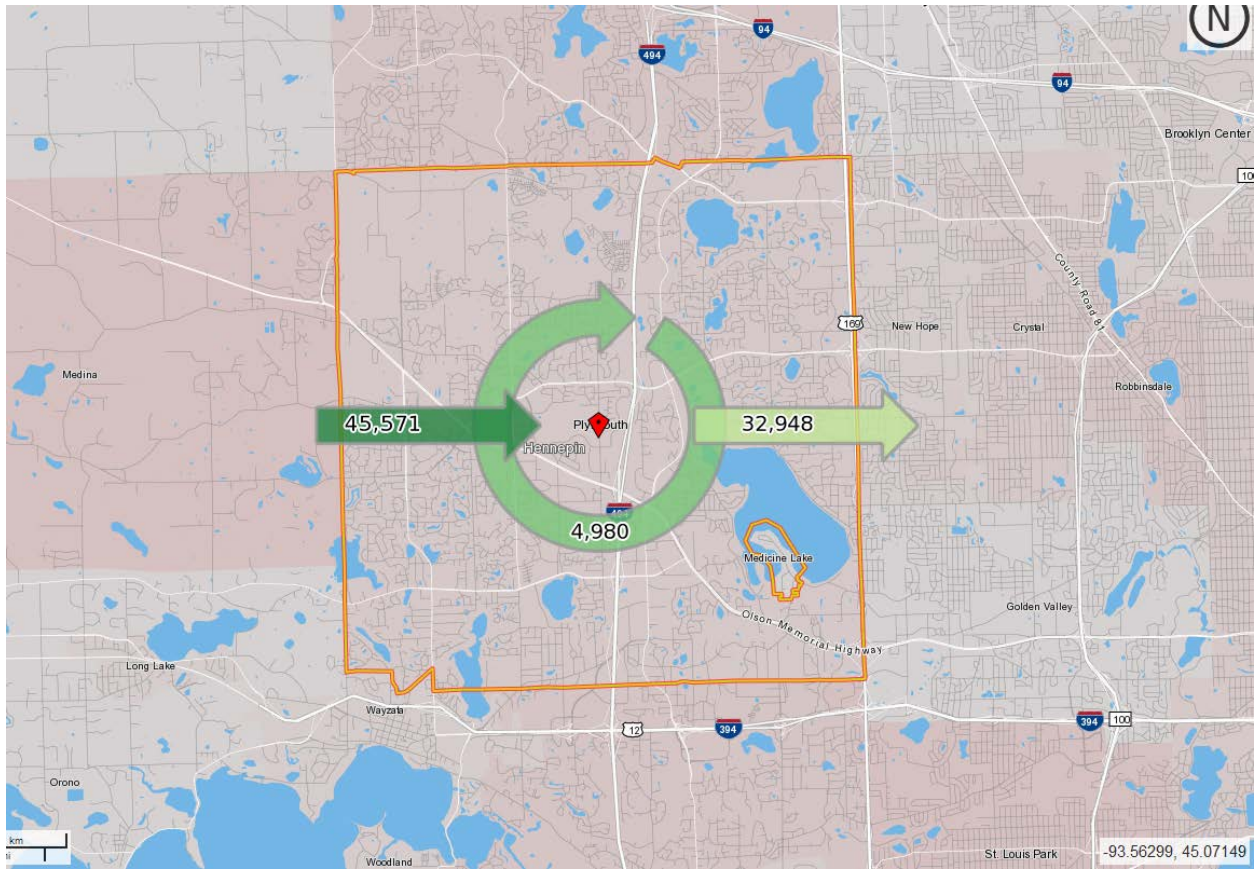 N
494
94
94
Brooklyn Center
100
County Road 81
169
New Hope
Crystal
Medina
Robbinsdale
45,571
Plymouth
32,948
Hennepin
494
4,980
Medicine Lake
Golden Valley
Olson Memorial Highway
Long Lake
Wayzata
12
394
394
100
Orono
km
St. Louis Park
-93.56299, 45.07149
Woodland